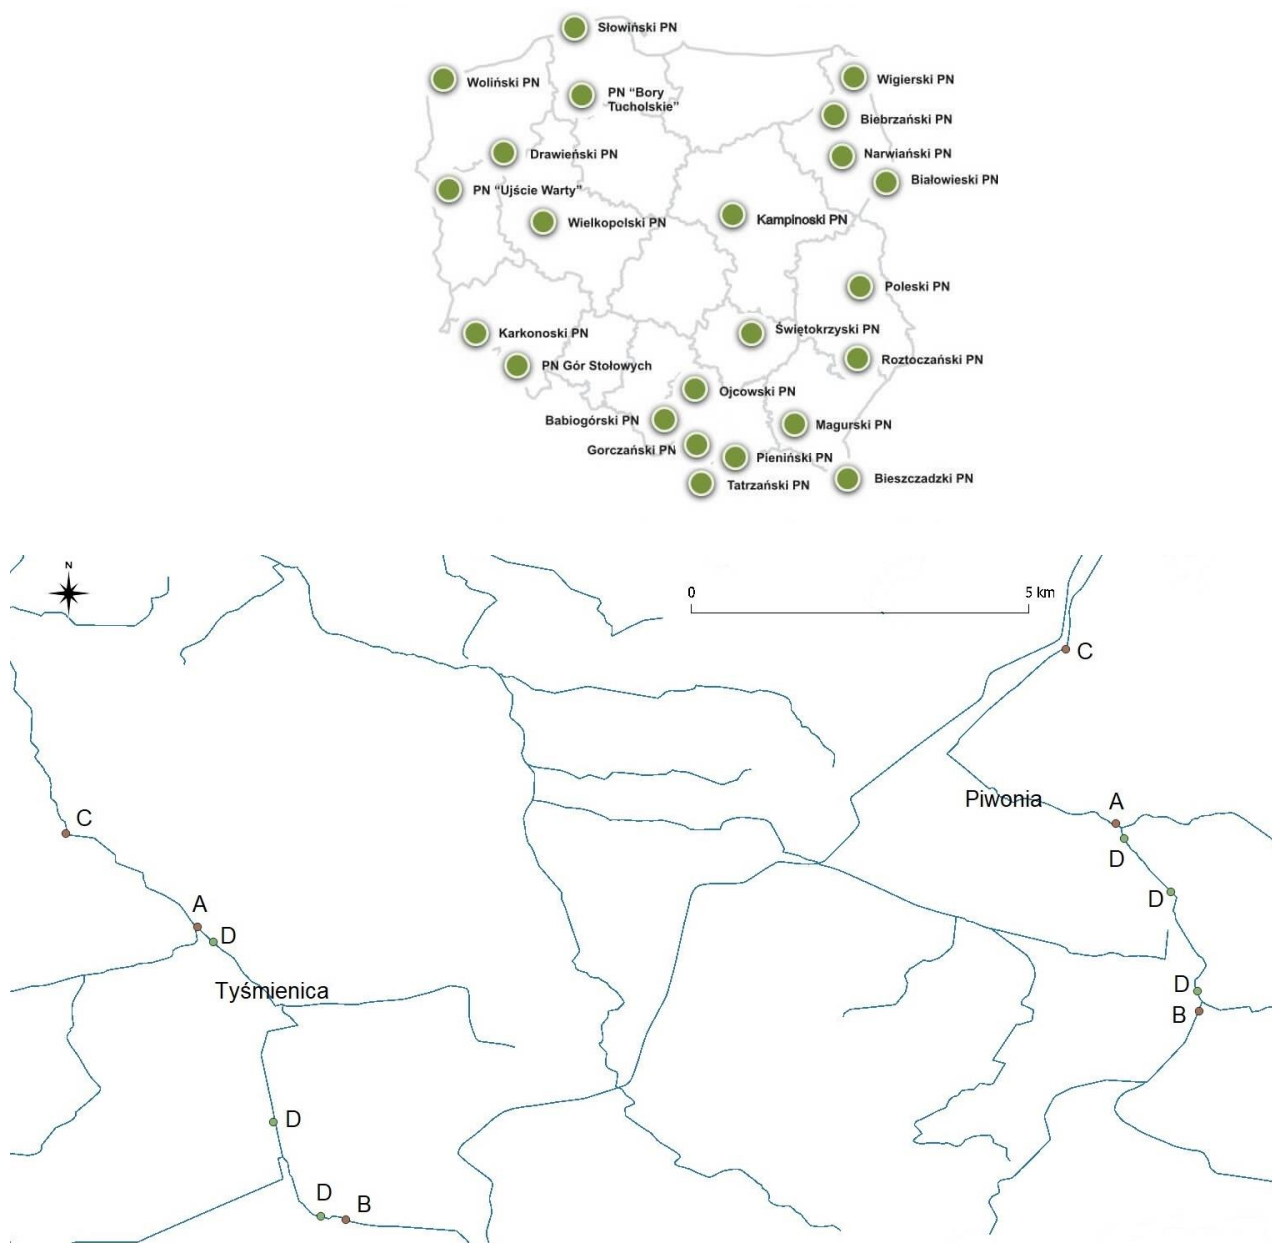 Słowiński PN
Woliński PN
Wigierski PN
PN “Bory
Tucholskie”
Biebrzański PN
Drawieński PN
Narwiański PN
Białowieski PN
PN “Ujście Warty”
Wielkopolski PN
Kampinoski PN
Poleski PN
Karkonoski PN
Świętokrzyski PN
PN Gór Stołowych
Roztoczański PN
Ojcowski PN
Babiogórski PN
Magurski PN
Gorczański PN
Pieniński PN
Tatrzański PN
Bieszczadzki PN
N
0 5 km
C
Piwonia
A
C
D
D
A
D
Tyśmienica
D
B
D
D
B